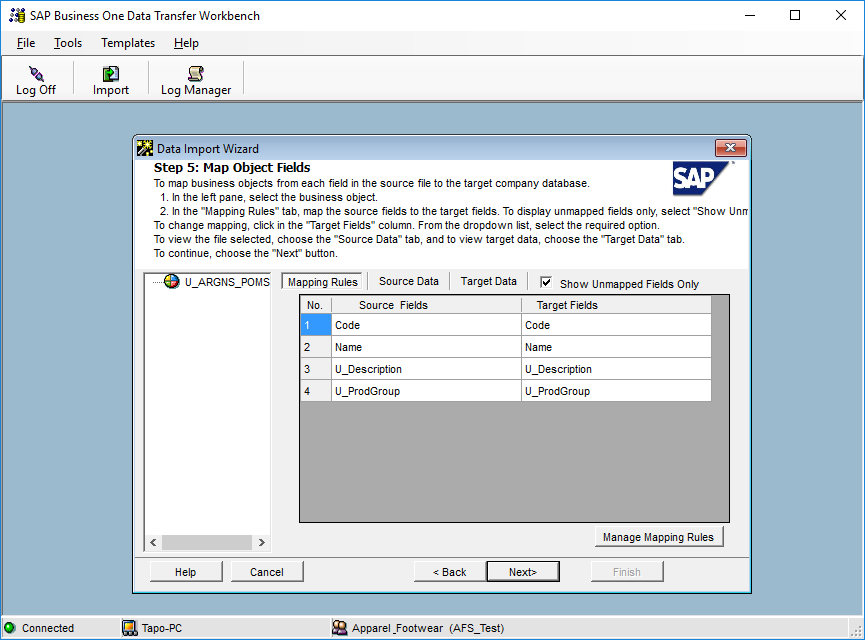 SAP Business One Data Transfer Workbench
File Tools Templates Help
Log Off Import Log Manager
Data Import Wizard
Step 5: Map Object Fields
SAP
To map business objects from each field in the source file to the target company database.
1. In the left pane, select the business object.
2. In the "Mapping Rules" tab, map the source fields to the target fields. To display unmapped fields only, select "Show Unm
To change mapping, click in the "Target Fields" column. From the dropdown list, select the required option.
To view the file selected, choose the "Source Data" tab, and to view target data, choose the "Target Data" tab.
To continue, choose the "Next" button.
U_ARGNS_POMS
Mapping Rules Source Data Target Data Show Unmapped Fields Only
No. Source Fields Target Fields
1 Code Code
2 Name Name
3 U_Description U_Description
4 U_ProdGroup U_ProdGroup
Manage Mapping Rules
Help Cancel < Back Next> Finish
Connected Tapo-PC Apparel_Footwear (AFS_Test)